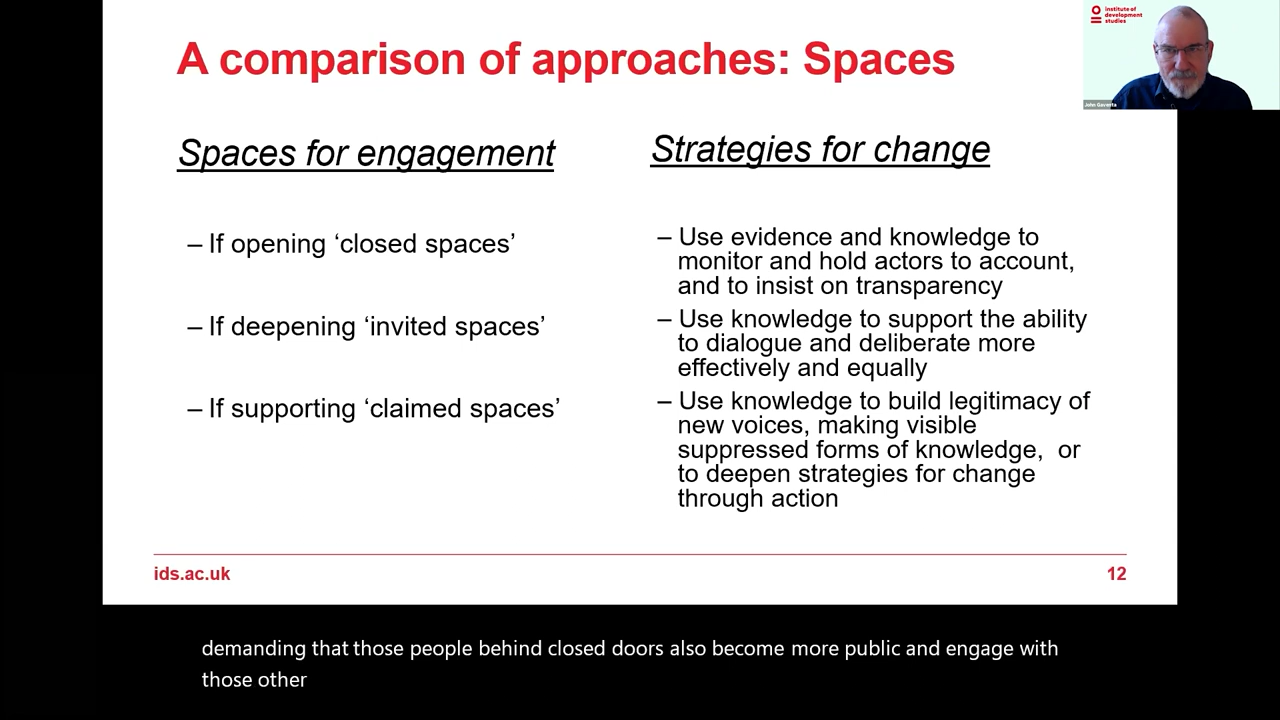 A comparison of approaches: Spaces
institute of
development
studies
John Gaventa
Spaces for engagement
Strategies for change
– If opening ‘closed spaces’
– Use evidence and knowledge to
monitor and hold actors to account,
and to insist on transparency
– If deepening ‘invited spaces’
– Use knowledge to support the ability
to dialogue and deliberate more
effectively and equally
– If supporting ‘claimed spaces’
– Use knowledge to build legitimacy of
new voices, making visible
suppressed forms of knowledge,  or
to deepen strategies for change
through action
ids.ac.uk
12
demanding that those people behind closed doors also become more public and engage with
those other